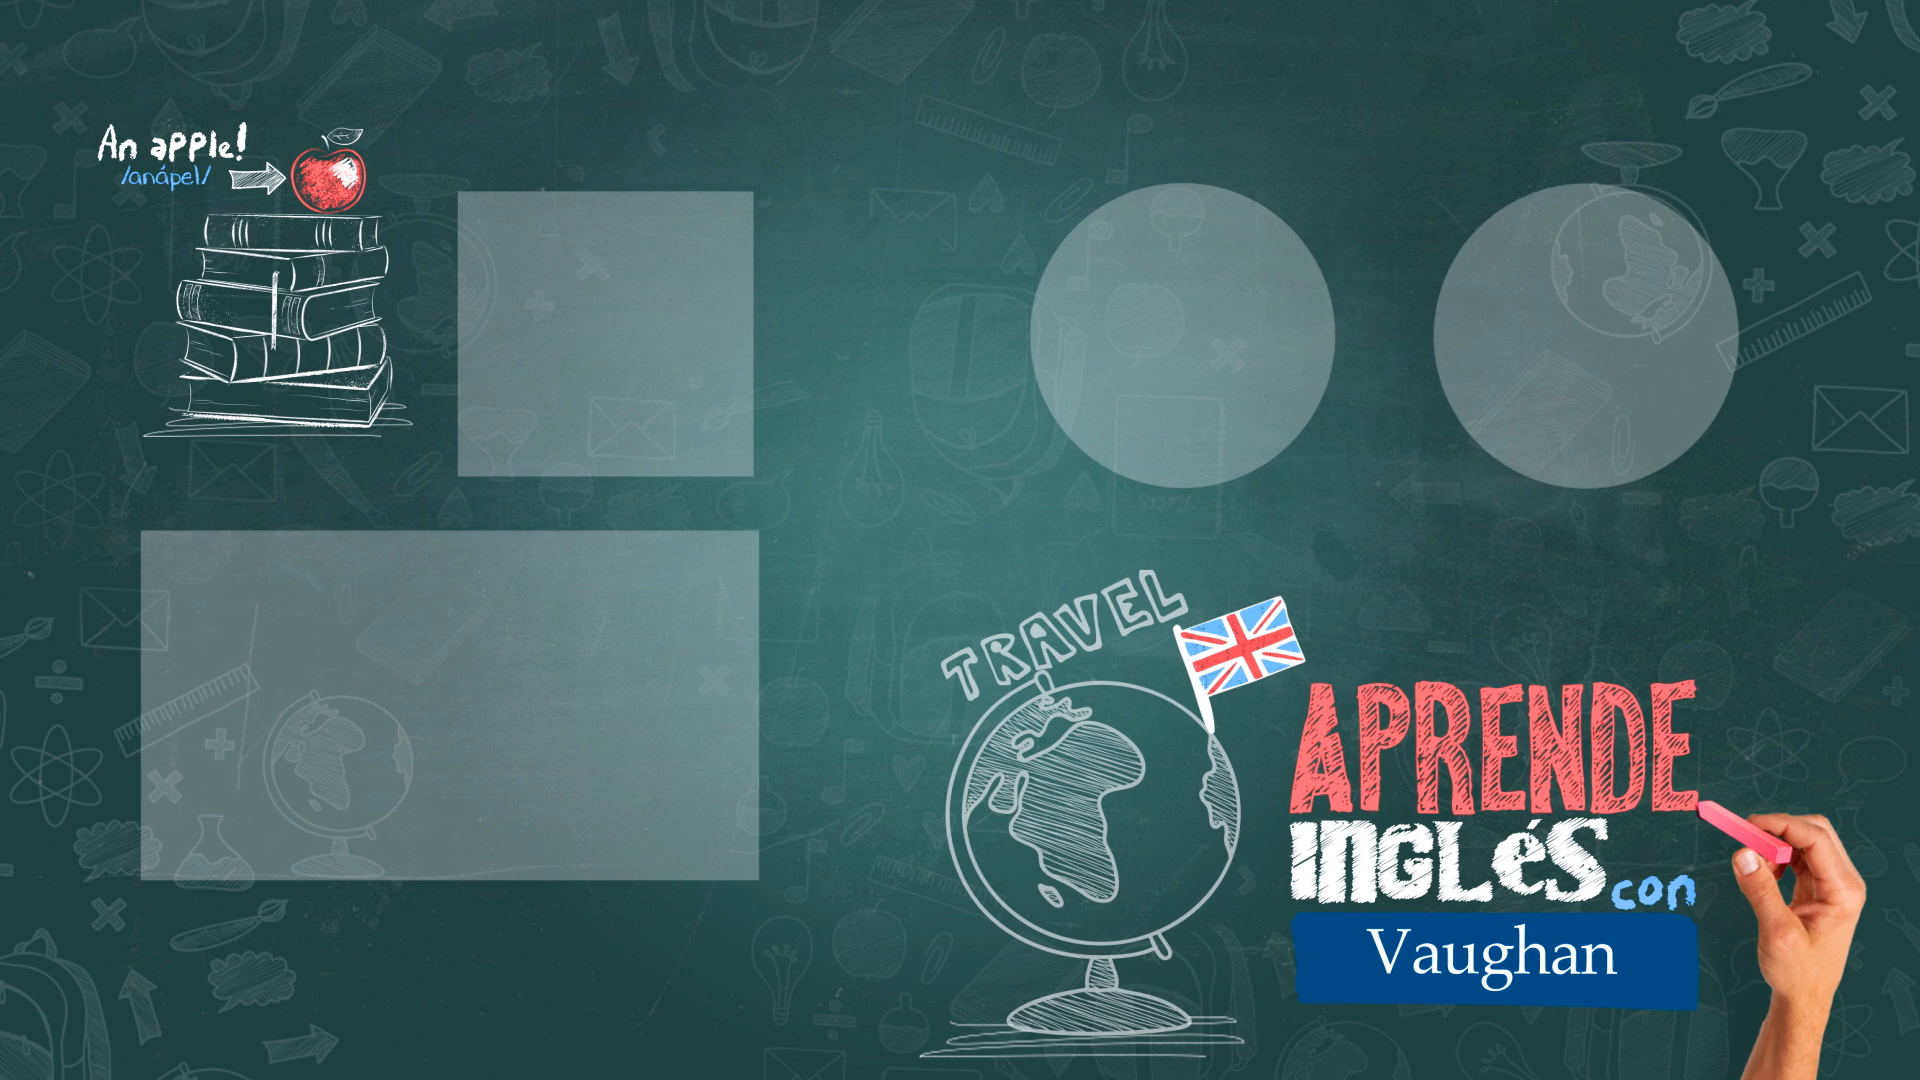 An apple!
/anápel/
TRAVEL
APRENDE
INGLéS con
Vaughan